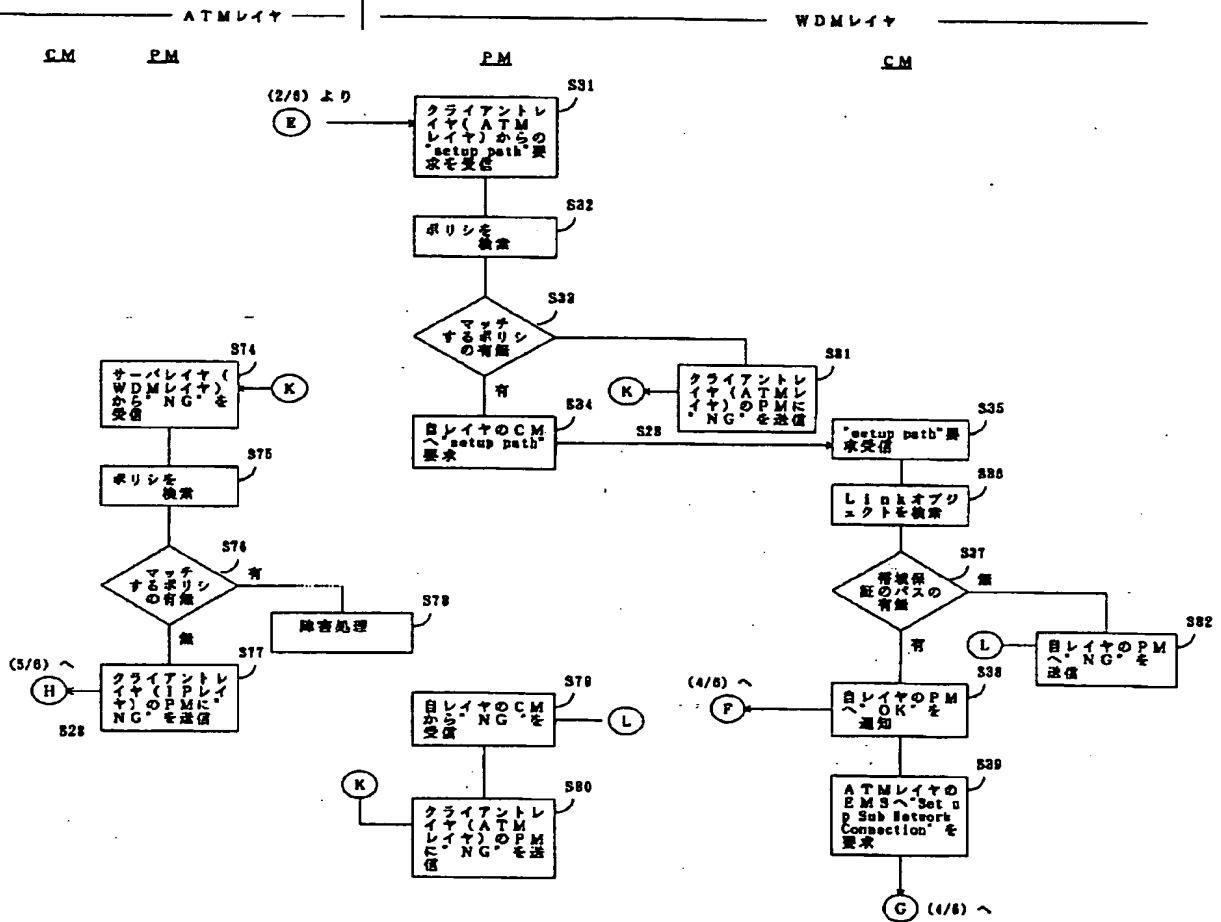 ATMレイヤ
WDMレイヤ
CM
PM
PM
CM
(2/6) より
E
S31
クライアントレ
イヤ(ATM
レイヤ)からの
"setup path"要
求を受信
S32
ポリシを
検索
S33
マッチ
するポリシ
の有無
有
S81
クライアントレ
イヤ(ATMレ
イヤ)のPMに
"NG"を送信
K
S34
自レイヤのCM
へ"setup path"
要求
S28
S35
"setup path"要
求受信
S36
Linkオブジ
ェクトを検索
S37
帯域保
証のパスの
有無
無
有
S82
自レイヤのPM
へ"NG"を
送信
L
S38
自レイヤのPM
へ"OK"を
通知
(4/6) へ
F
S39
ATMレイヤの
EMSへ"Set u
p Sub Network
Connection"を
要求
G
(4/6) へ
S74
サーバレイヤ(
WDMレイヤ)
から"NG"を
受信
K
S75
ポリシを
検索
S76
マッチ
するポリシ
の有無
有
無
S78
障害処理
S77
クライアントレ
イヤ(IPレイ
ヤ)のPMに"
NG"を送信
(5/6) へ
H
S28
S79
自レイヤのCM
から"NG"を
受信
L
S80
クライアントレ
イヤ(ATM
レイヤ)のPM
に"NG"を送
信
K